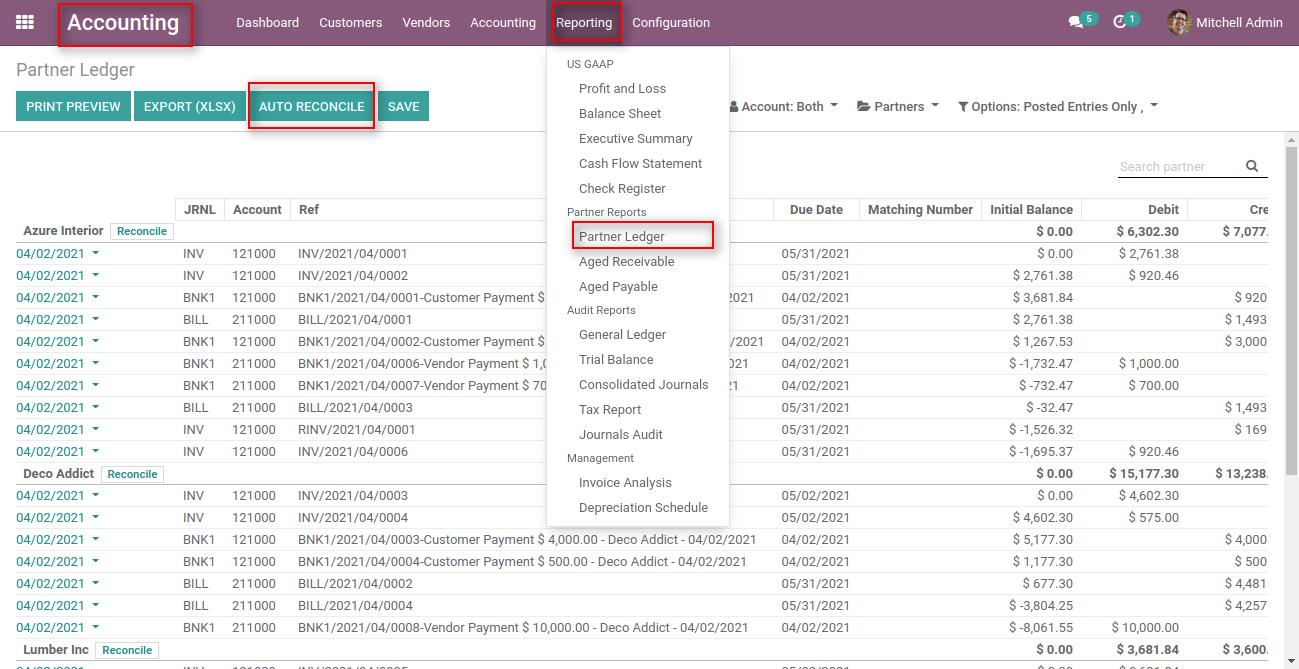 Accounting Dashboard Customers Vendors Accounting Reporting Configuration 5 1 Mitchell Admin
Partner Ledger
PRINT PREVIEW EXPORT (XLSX) AUTO RECONCILE SAVE Account: Both Partners Options: Posted Entries Only ,
US GAAP
Profit and Loss
Balance Sheet
Executive Summary
Cash Flow Statement
Check Register
Partner Reports
Partner Ledger
Aged Receivable
Aged Payable
Audit Reports
General Ledger
Trial Balance
Consolidated Journals
Tax Report
Journals Audit
Management
Invoice Analysis
Depreciation Schedule
Search partner
JRNL Account Ref Due Date Matching Number Initial Balance Debit Cre
Azure Interior Reconcile $ 0.00 $ 6,302.30 $ 7,077.
04/02/2021 INV 121000 INV/2021/04/0001 05/31/2021 $ 0.00 $ 2,761.38
04/02/2021 INV 121000 INV/2021/04/0002 05/31/2021 $ 2,761.38 $ 920.46
04/02/2021 BNK1 121000 BNK1/2021/04/0001-Customer Payment $ 2021 04/02/2021 $ 3,681.84 $ 920
04/02/2021 BILL 211000 BILL/2021/04/0001 05/31/2021 $ 2,761.38 $ 1,493
04/02/2021 BNK1 121000 BNK1/2021/04/0002-Customer Payment $ /2021 04/02/2021 $ 1,267.53 $ 3,000
04/02/2021 BNK1 211000 BNK1/2021/04/0006-Vendor Payment $ 1,0 2021 04/02/2021 $ -1,732.47 $ 1,000.00
04/02/2021 BNK1 211000 BNK1/2021/04/0007-Vendor Payment $ 70 21 04/02/2021 $ -732.47 $ 700.00
04/02/2021 BILL 211000 BILL/2021/04/0003 05/31/2021 $ -32.47 $ 1,493
04/02/2021 INV 121000 RINV/2021/04/0001 05/31/2021 $ -1,526.32 $ 169
04/02/2021 INV 121000 INV/2021/04/0006 05/31/2021 $ -1,695.37 $ 920.46
Deco Addict Reconcile $ 0.00 $ 15,177.30 $ 13,238.
04/02/2021 INV 121000 INV/2021/04/0003 05/02/2021 $ 0.00 $ 4,602.30
04/02/2021 INV 121000 INV/2021/04/0004 05/02/2021 $ 4,602.30 $ 575.00
04/02/2021 BNK1 121000 BNK1/2021/04/0003-Customer Payment $ 4,000.00 - Deco Addict - 04/02/2021 04/02/2021 $ 5,177.30 $ 4,000
04/02/2021 BNK1 121000 BNK1/2021/04/0004-Customer Payment $ 500.00 - Deco Addict - 04/02/2021 04/02/2021 $ 1,177.30 $ 500
04/02/2021 BILL 211000 BILL/2021/04/0002 05/31/2021 $ 677.30 $ 4,481
04/02/2021 BILL 211000 BILL/2021/04/0004 05/31/2021 $ -3,804.25 $ 4,257
04/02/2021 BNK1 211000 BNK1/2021/04/0008-Vendor Payment $ 10,000.00 - Deco Addict - 04/02/2021 04/02/2021 $ -8,061.55 $ 10,000.00
Lumber Inc Reconcile $ 0.00 $ 3,681.84 $ 3,600.